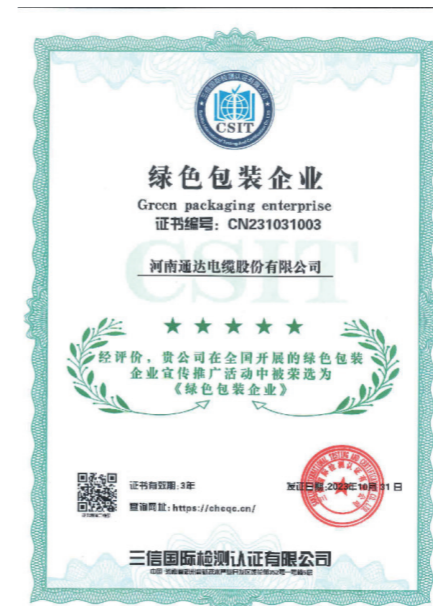 CSIT
绿色包装企业
Green packaging enterprise
证书编号：CN231031003
河南通达电缆股份有限公司
经评价，贵公司在全国开展的绿色包装
企业宣传推广活动中被荣选为
《绿色包装企业》
证书有效期：3年
发证日期：2023年10月31日
查询网址：https://cheqc.cn/
三信国际检测认证有限公司